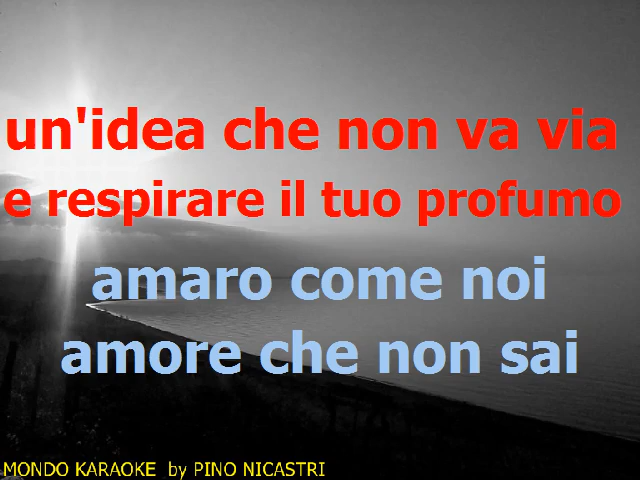 un'idea che non va via
e respirare il tuo profumo
amaro come noi
amore che non sai
MONDO KARAOKE by PINO NICASTRI